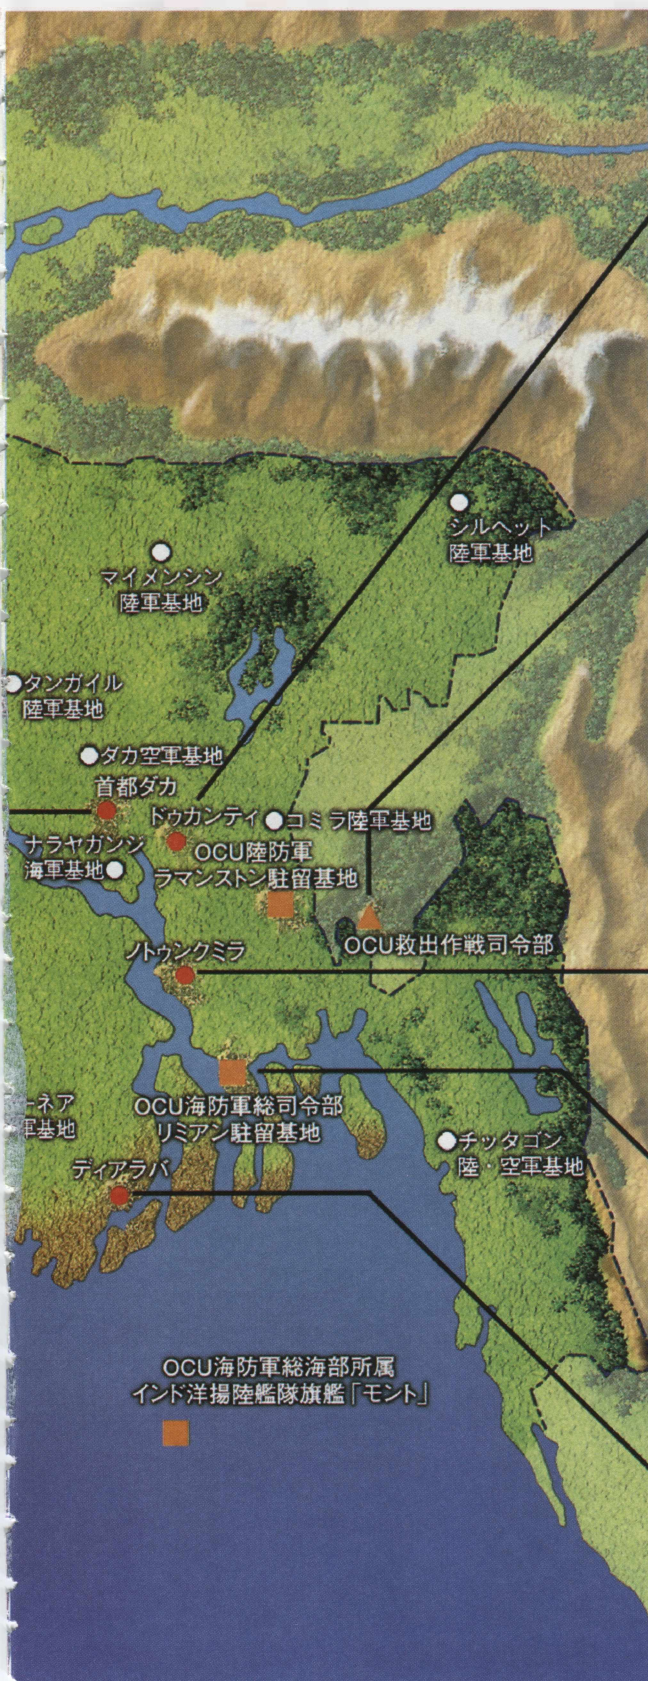 シルヘット
陸軍基地
マイメンシン
陸軍基地
タンガイル
陸軍基地
ダカ空軍基地
首都ダカ
ドゥカンティ
コミラ陸軍基地
ナラヤガンジ
海軍基地
OCU陸防軍
ラマンストン駐留基地
OCU救出作戦司令部
ノトゥンクミラ
ーネア
軍基地
OCU海防軍総司令部
リミアン駐留基地
チッタゴン
陸・空軍基地
ディアラバ
OCU海防軍総海部所属
インド洋揚陸艦隊旗艦「モント」